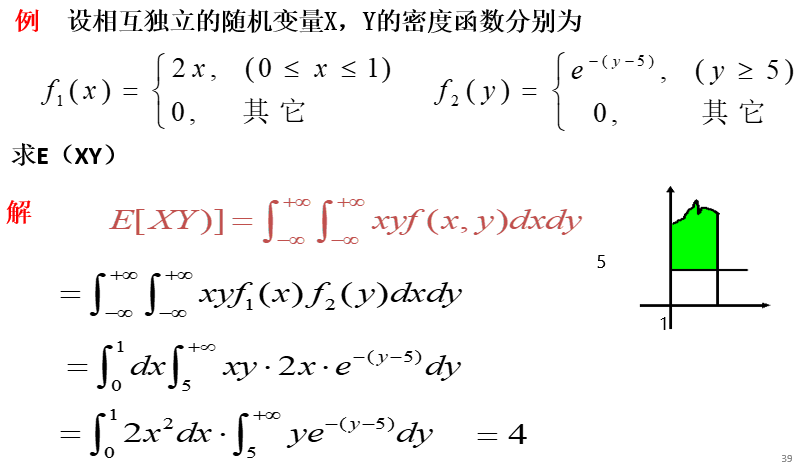 例 设相互独立的随机变量X，Y的密度函数分别为
f₁(x) = { 2x, (0 ≤ x ≤ 1) 0, 其它 f₂(y) = { e^{-(y-5)}, (y ≥ 5) 0, 其它
求E（XY）
解 E[XY)] = ∫_{-∞}^{+∞} ∫_{-∞}^{+∞} xyf(x, y)dxdy
= ∫_{-∞}^{+∞} ∫_{-∞}^{+∞} xyf₁(x)f₂(y)dxdy
5
1
= ∫_0^1 dx ∫_5^{+∞} xy · 2x · e^{-(y-5)} dy
= ∫_0^1 2x²dx · ∫_5^{+∞} ye^{-(y-5)} dy = 4
39